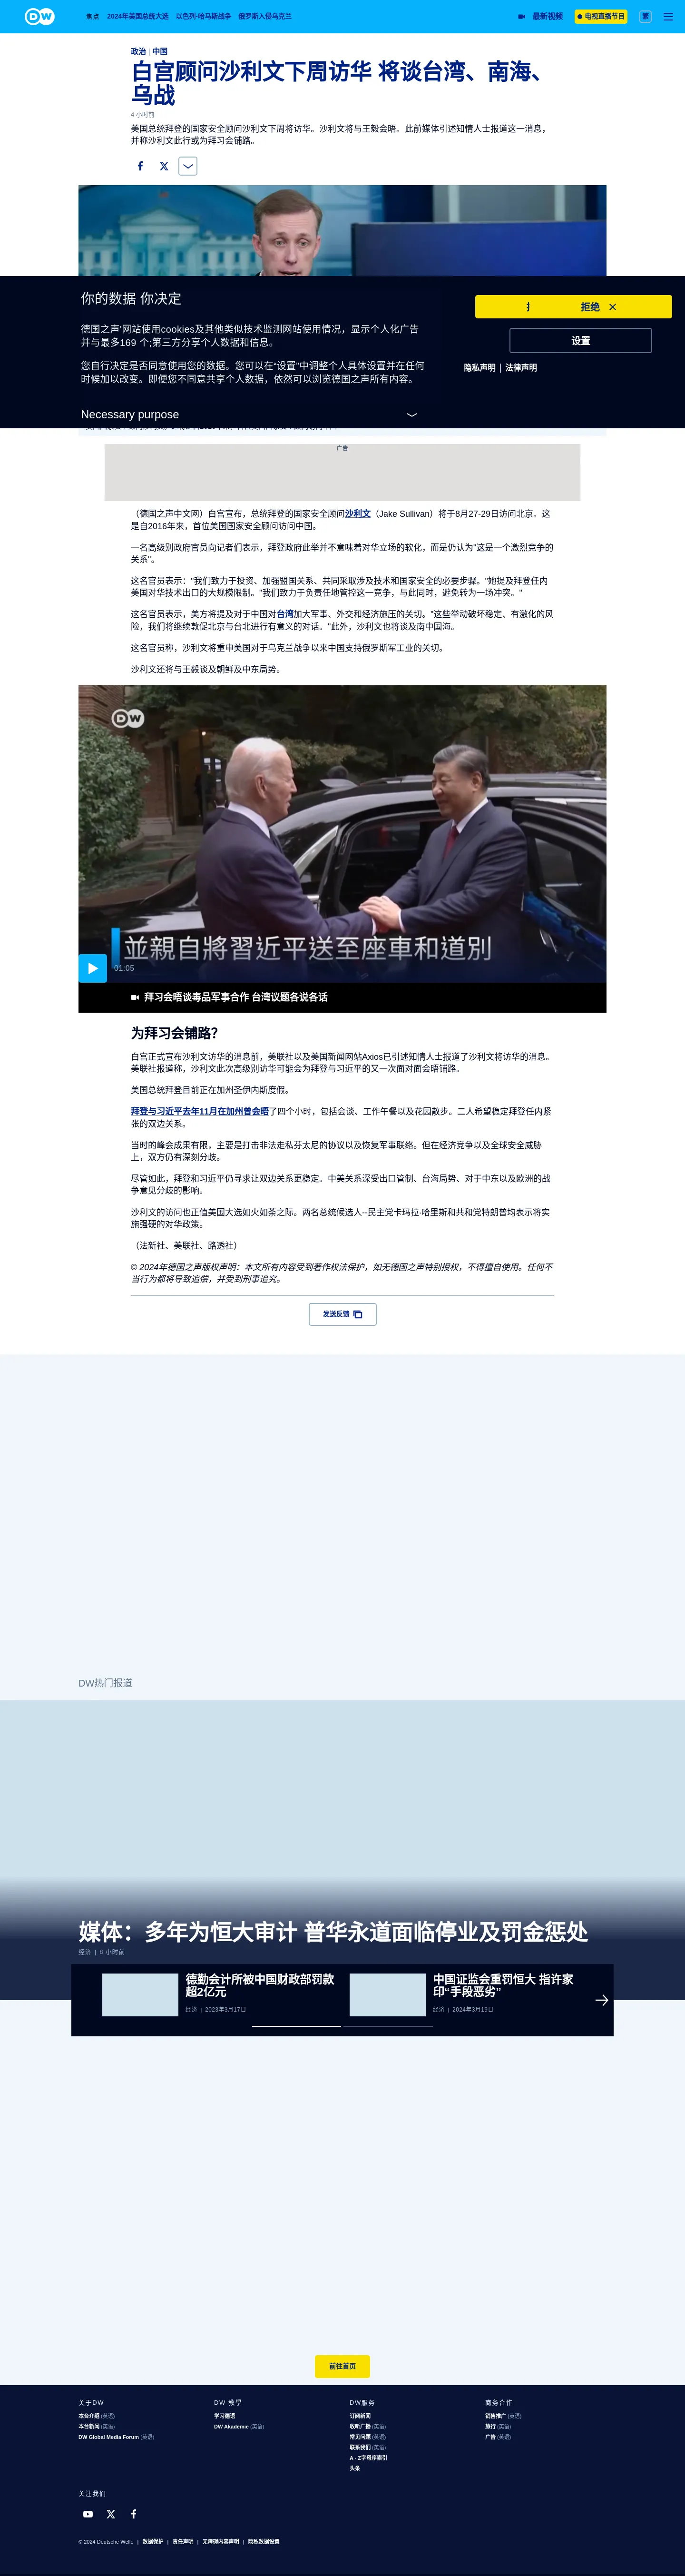 DW
焦点 2024年美国总统大选 以色列-哈马斯战争 俄罗斯入侵乌克兰 最新视频 电视直播节目 繁
政治 | 中国
白宫顾问沙利文下周访华 将谈台湾、南海、
乌战
4 小时前
美国总统拜登的国家安全顾问沙利文下周将访华。沙利文将与王毅会晤。此前媒体引述知情人士报道这一消息，
并称沙利文此行或为拜习会铺路。
你的数据 你决定
拒绝
德国之声'网站使用cookies及其他类似技术监测网站使用情况，显示个人化广告
并与最多169 个;第三方分享个人数据和信息。
设置
您自行决定是否同意使用您的数据。您可以在“设置”中调整个人具体设置并在任何
时候加以改变。即便您不同意共享个人数据，依然可以浏览德国之声所有内容。
隐私声明 | 法律声明
Necessary purpose
广告
（德国之声中文网）白宫宣布，总统拜登的国家安全顾问沙利文（Jake Sullivan）将于8月27-29日访问北京。这
是自2016年来，首位美国国家安全顾问访问中国。
一名高级别政府官员向记者们表示，拜登政府此举并不意味着对华立场的软化，而是仍认为"这是一个激烈竞争的
关系"。
这名官员表示："我们致力于投资、加强盟国关系、共同采取涉及技术和国家安全的必要步骤。"她提及拜登任内
美国对华技术出口的大规模限制。"我们致力于负责任地管控这一竞争，与此同时，避免转为一场冲突。"
这名官员表示，美方将提及对于中国对台湾加大军事、外交和经济施压的关切。"这些举动破坏稳定、有激化的风
险，我们将继续敦促北京与台北进行有意义的对话。"此外，沙利文也将谈及南中国海。
这名官员称，沙利文将重申美国对于乌克兰战争以来中国支持俄罗斯军工业的关切。
沙利文还将与王毅谈及朝鲜及中东局势。
DW
並親自將習近平送至座車和道別
01:05
拜习会晤谈毒品军事合作 台湾议题各说各话
为拜习会铺路？
白宫正式宣布沙利文访华的消息前，美联社以及美国新闻网站Axios已引述知情人士报道了沙利文将访华的消息。
美联社报道称，沙利文此次高级别访华可能会为拜登与习近平的又一次面对面会晤铺路。
美国总统拜登目前正在加州圣伊内斯度假。
拜登与习近平去年11月在加州曾会晤了四个小时，包括会谈、工作午餐以及花园散步。二人希望稳定拜登任内紧
张的双边关系。
当时的峰会成果有限，主要是打击非法走私芬太尼的协议以及恢复军事联络。但在经济竞争以及全球安全威胁
上，双方仍有深刻分歧。
尽管如此，拜登和习近平仍寻求让双边关系更稳定。中美关系深受出口管制、台海局势、对于中东以及欧洲的战
争意见分歧的影响。
沙利文的访问也正值美国大选如火如荼之际。两名总统候选人--民主党卡玛拉·哈里斯和共和党特朗普均表示将实
施强硬的对华政策。
（法新社、美联社、路透社）
© 2024年德国之声版权声明：本文所有内容受到著作权法保护，如无德国之声特别授权，不得擅自使用。任何不
当行为都将导致追偿，并受到刑事追究。
发送反馈
DW热门报道
媒体：多年为恒大审计 普华永道面临停业及罚金惩处
经济 | 8 小时前
德勤会计所被中国财政部罚款
超2亿元
经济 | 2023年3月17日
中国证监会重罚恒大 指许家
印“手段恶劣”
经济 | 2024年3月19日
前往首页
关于DW
本台介绍 (英语)
本台新闻 (英语)
DW Global Media Forum (英语)
DW 教學
学习德语
DW Akademie (英语)
DW服务
订阅新闻
收听广播 (英语)
常见问题 (英语)
联系我们 (英语)
A - Z字母序索引
头条
商务合作
销售推广 (英语)
旅行 (英语)
广告 (英语)
关注我们
© 2024 Deutsche Welle | 数据保护 | 责任声明 | 无障碍内容声明 | 隐私数据设置